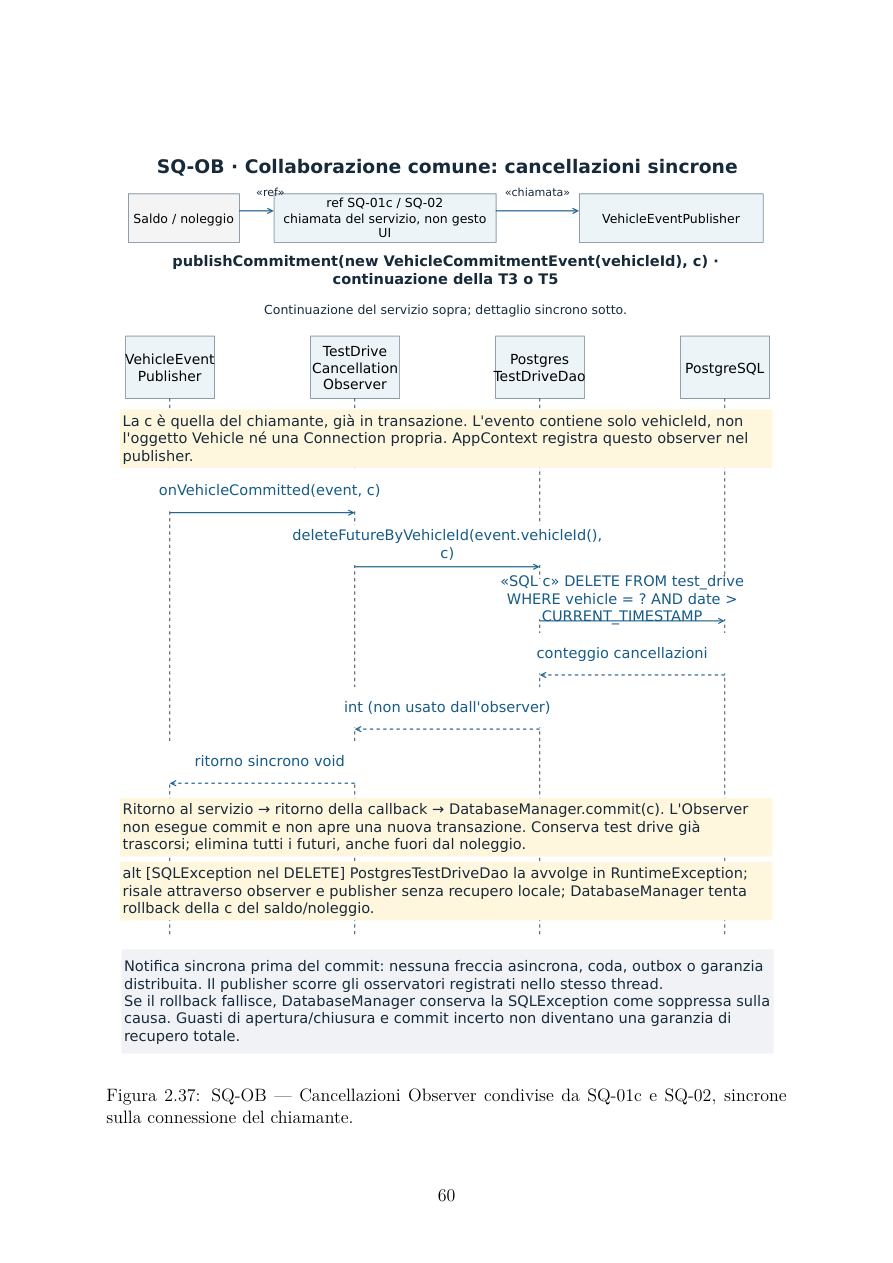 SQ-OB · Collaborazione comune: cancellazioni sincrone
«ref»
«chiamata»
Saldo / noleggio
ref SQ-01c / SQ-02
chiamata del servizio, non gesto
UI
VehicleEventPublisher
publishCommitment(new VehicleCommitmentEvent(vehicleId), c) ·
continuazione della T3 o T5
Continuazione del servizio sopra; dettaglio sincrono sotto.
VehicleEvent
Publisher
TestDrive
Cancellation
Observer
Postgres
TestDriveDao
PostgreSQL
La c è quella del chiamante, già in transazione. L'evento contiene solo vehicleId, non
l'oggetto Vehicle né una Connection propria. AppContext registra questo observer nel
publisher.
onVehicleCommitted(event, c)
deleteFutureByVehicleId(event.vehicleId(),
c)
«SQL c» DELETE FROM test_drive
WHERE vehicle = ? AND date >
CURRENT_TIMESTAMP
conteggio cancellazioni
int (non usato dall'observer)
ritorno sincrono void
Ritorno al servizio → ritorno della callback → DatabaseManager.commit(c). L'Observer
non esegue commit e non apre una nuova transazione. Conserva test drive già
trascorsi; elimina tutti i futuri, anche fuori dal noleggio.
alt [SQLException nel DELETE] PostgresTestDriveDao la avvolge in RuntimeException;
risale attraverso observer e publisher senza recupero locale; DatabaseManager tenta
rollback della c del saldo/noleggio.
Notifica sincrona prima del commit: nessuna freccia asincrona, coda, outbox o garanzia
distribuita. Il publisher scorre gli osservatori registrati nello stesso thread.
Se il rollback fallisce, DatabaseManager conserva la SQLException come soppressa sulla
causa. Guasti di apertura/chiusura e commit incerto non diventano una garanzia di
recupero totale.
Figura 2.37: SQ-OB — Cancellazioni Observer condivise da SQ-01c e SQ-02, sincrone
sulla connessione del chiamante.
60